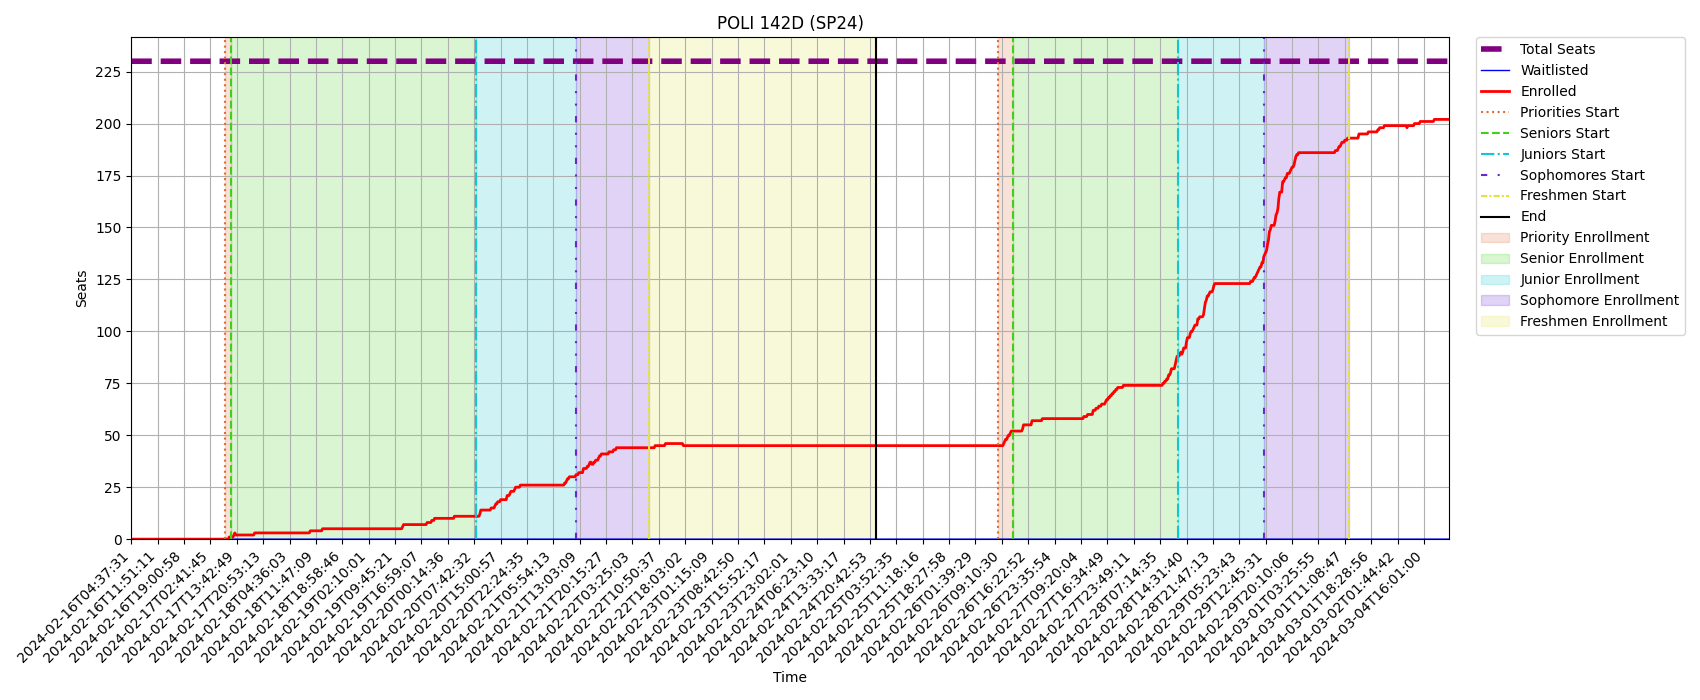 POLI 142D (SP24)
Total Seats
Waitlisted
Enrolled
Priorities Start
Seniors Start
Juniors Start
Sophomores Start
Freshmen Start
End
Priority Enrollment
Senior Enrollment
Junior Enrollment
Sophomore Enrollment
Freshmen Enrollment
Seats
225
200
175
150
125
100
75
50
25
0
2024-02-16T04:37:31
2024-02-16T11:51:11
2024-02-16T19:00:58
2024-02-17T02:41:45
2024-02-17T13:42:49
2024-02-17T20:53:13
2024-02-18T04:36:03
2024-02-18T11:47:09
2024-02-18T18:58:46
2024-02-19T02:10:01
2024-02-19T09:45:21
2024-02-19T16:59:07
2024-02-20T00:14:36
2024-02-20T07:42:32
2024-02-20T15:00:57
2024-02-20T22:24:35
2024-02-21T05:54:13
2024-02-21T13:03:09
2024-02-21T20:15:27
2024-02-22T03:25:03
2024-02-22T10:50:37
2024-02-22T18:03:02
2024-02-23T01:15:09
2024-02-23T08:42:50
2024-02-23T15:52:17
2024-02-23T23:02:01
2024-02-24T06:23:10
2024-02-24T13:33:17
2024-02-24T20:42:53
2024-02-25T03:52:35
2024-02-25T11:18:16
2024-02-25T18:27:58
2024-02-26T01:39:29
2024-02-26T09:10:30
2024-02-26T16:22:52
2024-02-26T23:35:54
2024-02-27T09:20:04
2024-02-27T16:34:49
2024-02-27T23:49:11
2024-02-28T07:14:35
2024-02-28T14:31:40
2024-02-28T21:47:13
2024-02-29T05:23:43
2024-02-29T12:45:31
2024-02-29T20:10:06
2024-03-01T03:25:55
2024-03-01T11:08:47
2024-03-01T18:28:56
2024-03-02T01:44:42
2024-03-04T16:01:00
Time